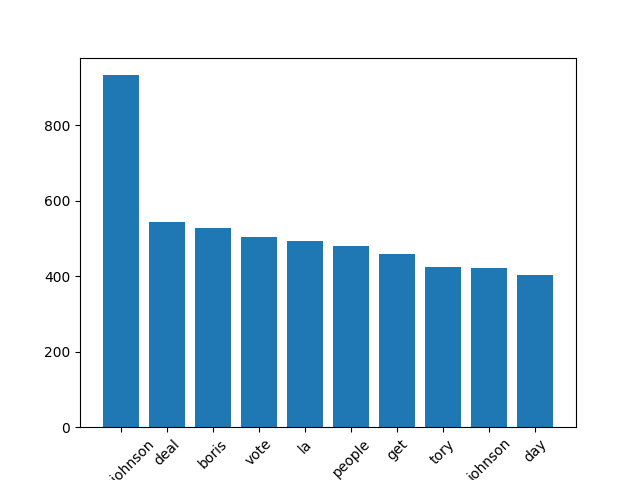 800
600
400
200
0
johnson
deal
boris
vote
la
people
get
tory
johnson
day